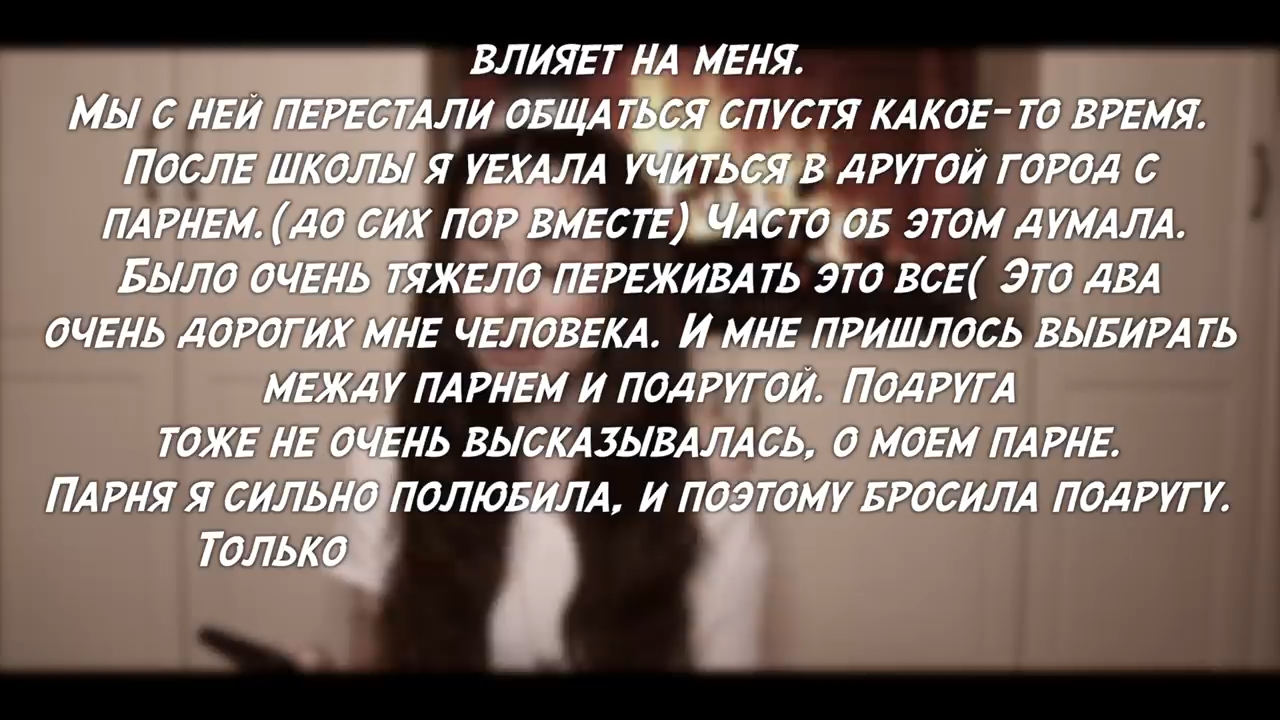 ВЛИЯЕТ НА МЕНЯ.
МЫ С НЕЙ ПЕРЕСТАЛИ ОБЩАТЬСЯ СПУСТЯ КАКОЕ-ТО ВРЕМЯ.
ПОСЛЕ ШКОЛЫ Я УЕХАЛА УЧИТЬСЯ В ДРУГОЙ ГОРОД С
ПАРНЕМ.(ДО СИХ ПОР ВМЕСТЕ) ЧАСТО ОБ ЭТОМ ДУМАЛА.
БЫЛО ОЧЕНЬ ТЯЖЕЛО ПЕРЕЖИВАТЬ ЭТО ВСЕ( ЭТО ДВА
ОЧЕНЬ ДОРОГИХ МНЕ ЧЕЛОВЕКА. И МНЕ ПРИШЛОСЬ ВЫБИРАТЬ
МЕЖДУ ПАРНЕМ И ПОДРУГОЙ. ПОДРУГА
ТОЖЕ НЕ ОЧЕНЬ ВЫСКАЗЫВАЛАСЬ, О МОЕМ ПАРНЕ.
ПАРНЯ Я СИЛЬНО ПОЛЮБИЛА, И ПОЭТОМУ БРОСИЛА ПОДРУГУ.
ТОЛЬКО